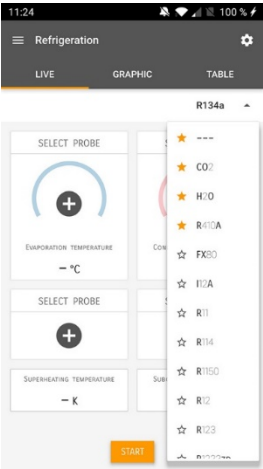 11:24
100 %
Refrigeration
LIVE
GRAPHIC
TABLE
R134a
SELECT PROBE
---
CO2
H2O
R410A
EVAPORATION TEMPERATURE
– °C
FX80
I12A
SELECT PROBE
R11
R114
R1150
SUPERHEATING TEMPERATURE
– K
R12
R123
START